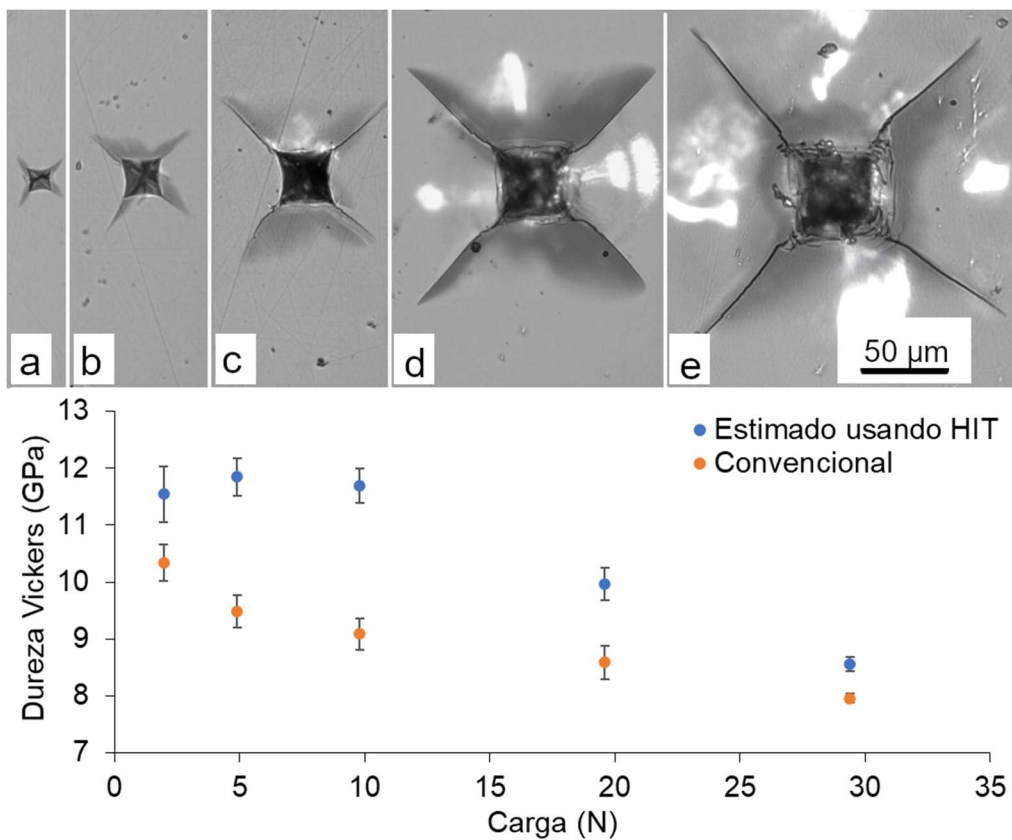 a
b
c
d
e
50 µm
13
12
11
10
9
8
7
Dureza Vickers (GPa)
Estimado usando HIT
Convencional
0
5
10
15
20
25
30
35
Carga (N)